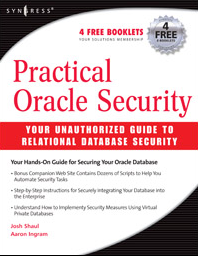 SYNGRESS
4 FREE BOOKLETS
YOUR SOLUTIONS MEMBERSHIP
4 FREE
E-BOOKLETS
Practical
Oracle Security
YOUR UNAUTHORIZED GUIDE TO
RELATIONAL DATABASE SECURITY
Your Hands-On Guide for Securing Your Oracle Database
• Bonus Companion Web Site Contains Dozens of Scripts to Help You
Automate Security Tasks
• Step-by-Step Instructions for Securely Integrating Your Database into
the Enterprise
• Understand How to Implement Security Measures Using Virtual
Private Databases
Josh Shaul
Aaron Ingram